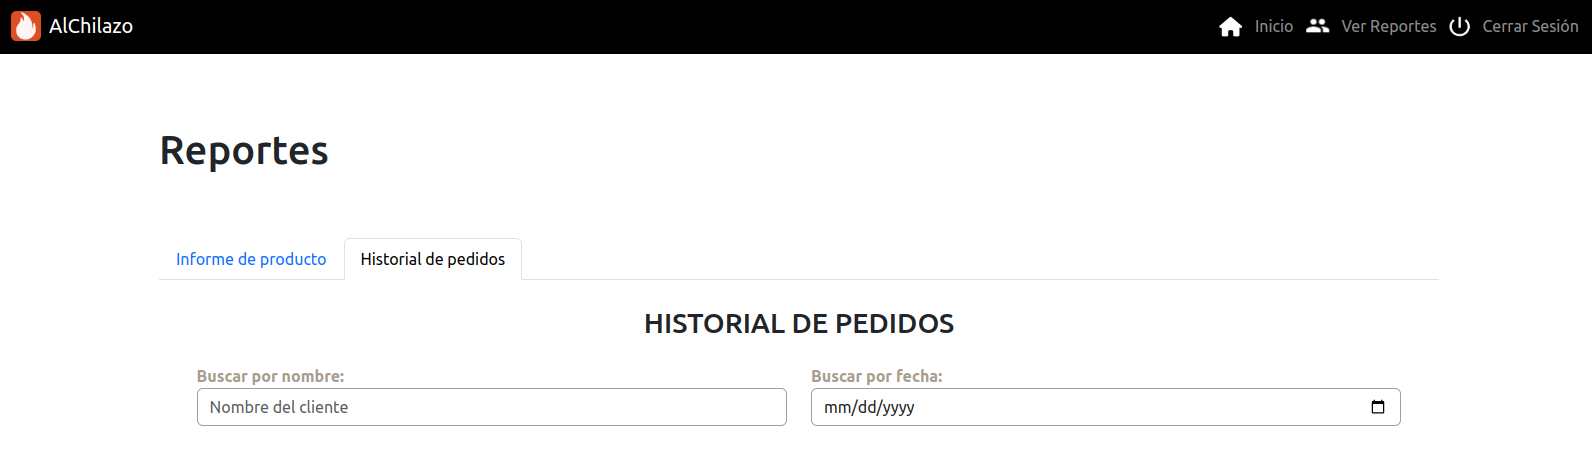 AlChilazo Inicio Ver Reportes Cerrar Sesión
Reportes
Informe de producto Historial de pedidos
HISTORIAL DE PEDIDOS
Buscar por nombre: Buscar por fecha:
Nombre del cliente mm/dd/yyyy